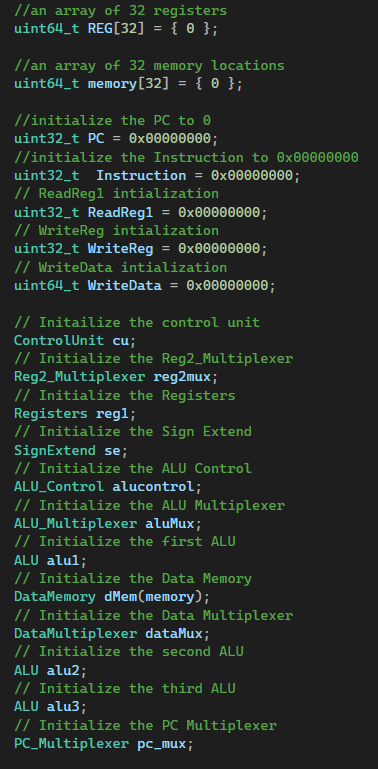 //an array of 32 registers
uint64_t REG[32] = { 0 };
//an array of 32 memory locations
uint64_t memory[32] = { 0 };
//initialize the PC to 0
uint32_t PC = 0x00000000;
//initialize the Instruction to 0x00000000
uint32_t  Instruction = 0x00000000;
// ReadReg1 intialization
uint32_t ReadReg1 = 0x00000000;
// WriteReg intialization
uint32_t WriteReg = 0x00000000;
// WriteData intialization
uint64_t WriteData = 0x00000000;
// Initailize the control unit
ControlUnit cu;
// Initialize the Reg2_Multiplexer
Reg2_Multiplexer reg2mux;
// Initialize the Registers
Registers reg1;
// Initialize the Sign Extend
SignExtend se;
// Initialize the ALU Control
ALU_Control alucontrol;
// Initialize the ALU Multiplexer
ALU_Multiplexer aluMux;
// Initialize the first ALU
ALU alu1;
// Initialize the Data Memory
DataMemory dMem(memory);
// Initialize the Data Multiplexer
DataMultiplexer dataMux;
// Initialize the second ALU
ALU alu2;
// Initialize the third ALU
ALU alu3;
// Initialize the PC Multiplexer
PC_Multiplexer pc_mux;